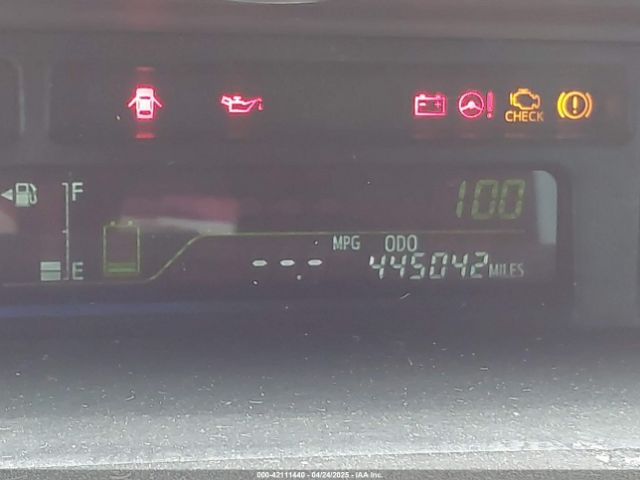 CHECK
F
100
MPG ODO
E --.- 445042 MILES
000-42111440 - 04/24/2025 - IAA Inc.